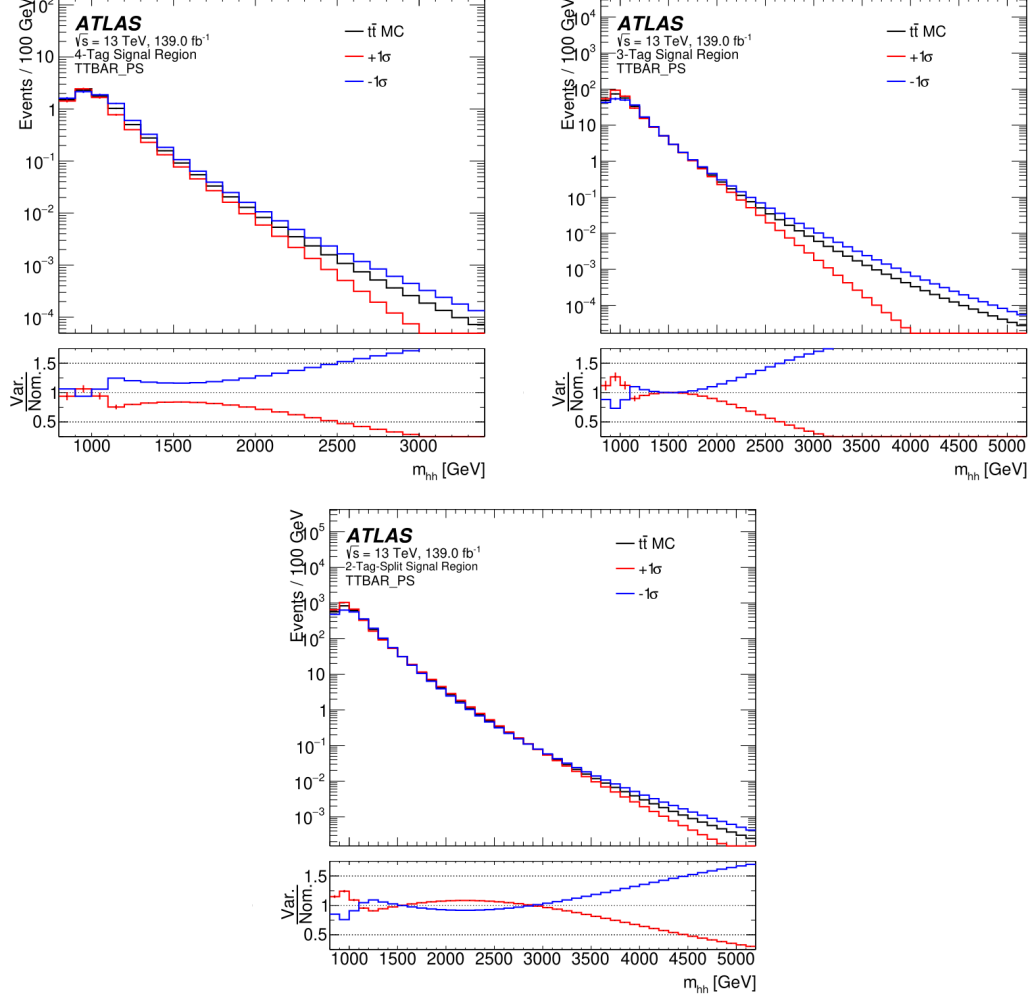 ATLAS
√s = 13 TeV, 139.0 fb⁻¹
4-Tag Signal Region
TTBAR_PS
tt̄ MC
+1σ
-1σ
Events / 100 GeV
10²
10
1
10⁻¹
10⁻²
10⁻³
10⁻⁴
Var.
Nom.
1.5
1
0.5
1000 1500 2000 2500 3000
m_hh [GeV]
ATLAS
√s = 13 TeV, 139.0 fb⁻¹
3-Tag Signal Region
TTBAR_PS
tt̄ MC
+1σ
-1σ
Events / 100 GeV
10⁴
10³
10²
10
1
10⁻¹
10⁻²
10⁻³
10⁻⁴
Var.
Nom.
1.5
1
0.5
1000 1500 2000 2500 3000 3500 4000 4500 5000
m_hh [GeV]
ATLAS
√s = 13 TeV, 139.0 fb⁻¹
2-Tag-Split Signal Region
TTBAR_PS
tt̄ MC
+1σ
-1σ
Events / 100 GeV
10⁵
10⁴
10³
10²
10
1
10⁻¹
10⁻²
10⁻³
Var.
Nom.
1.5
1
0.5
1000 1500 2000 2500 3000 3500 4000 4500 5000
m_hh [GeV]